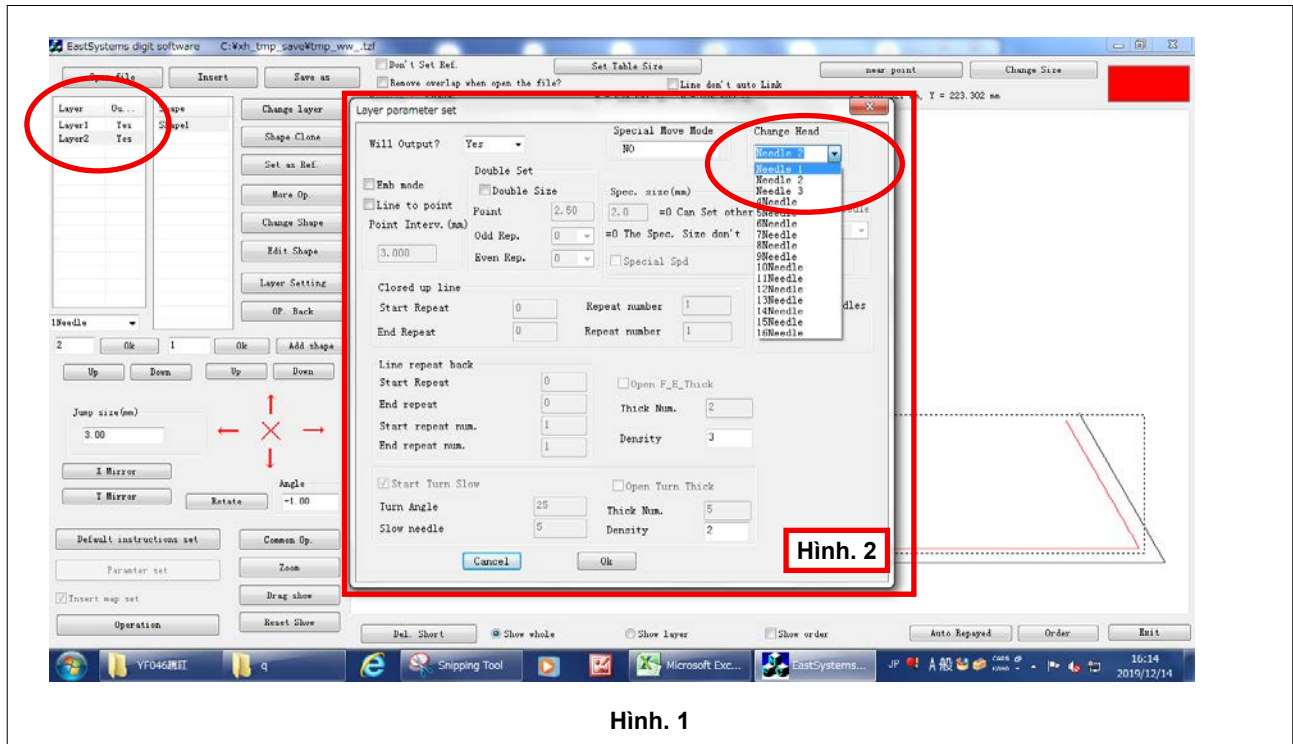 EastSystems digit software C:¥xh_tmp_save¥tmp_ww_.tzf
Don't Set Ref.
Set Table Size
near point
Change Size
Open file
Insert
Save as
Remove overlap when open the file?
Line don't auto Link
Y = 223.302 mm
Layer Ou... Shape
Layer1 Yes Shape1
Layer2 Yes
Change layer
Shape Clone
Set as Ref.
More Op.
Change Shape
Edit Shape
Layer Setting
OP. Back
1Needle
2 Ok 1 Ok Add shape
Up Down Up Down
Jump size(mm)
3.00
X Mirror
Y Mirror
Rotate
Angle
-1.00
Default instructions set
Common Op.
Paramter set
Zoom
Insert map set
Drag show
Operation
Reset Show
Layer parameter set
Will Output? Yes
Special Move Mode
NO
Change Head
Needle 2
Needle 1
Needle 2
Needle 3
4Needle
5Needle
6Needle
7Needle
8Needle
9Needle
10Needle
11Needle
12Needle
13Needle
14Needle
15Needle
16Needle
Emb mode
Line to point
Point Interv.(mm)
3.000
Double Set
Double Size
Point 2.50
Odd Rep. 0
Even Rep. 0
Spec. size(mm)
2.0 =0 Can Set other
=0 The Spec. Size don't
Special Spd
Closed up line
Start Repeat 0 Repeat number 1
End Repeat 0 Repeat number 1
Line repeat back
Start Repeat 0
End repeat 0
Start repeat num. 1
End repeat num. 1
Open F_E_Thick
Thick Num. 2
Density 3
Start Turn Slow
Turn Angle 25
Slow needle 5
Open Turn Thick
Thick Num. 5
Density 2
Cancel
Ok
Hình. 2
Del. Short
Show whole
Show layer
Show order
Auto Repayed
Order
Exit
q
Snipping Tool
Microsoft Exc...
EastSystems...
JP
A 般
CAPS
KANA
16:14
2019/12/14
Hình. 1